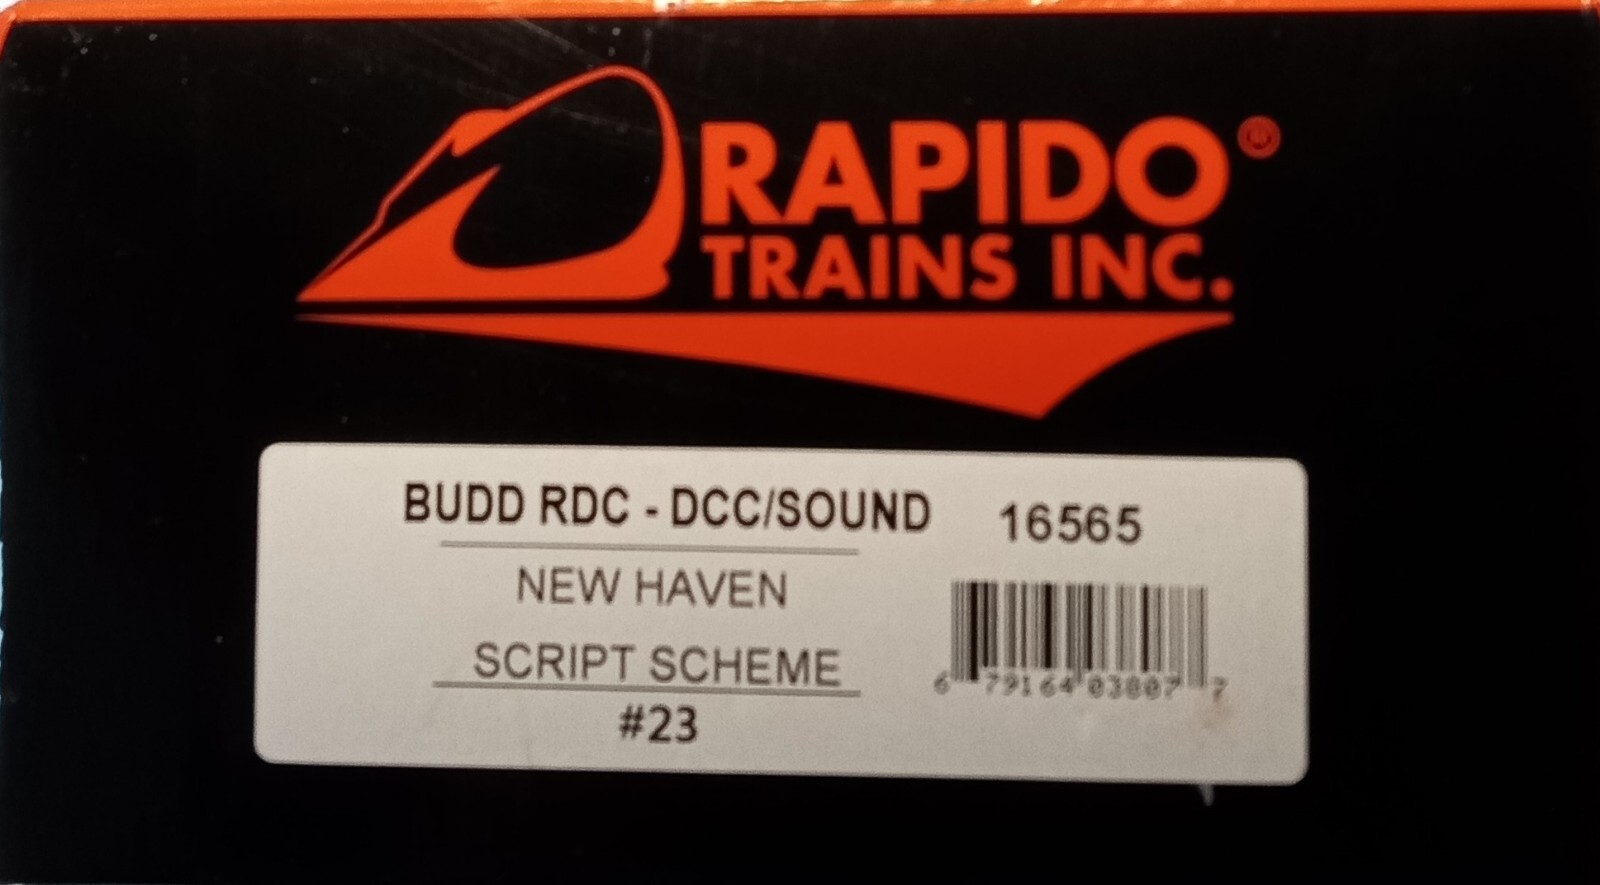 RAPIDO®
TRAINS INC.
BUDD RDC - DCC/SOUND
16565
NEW HAVEN
SCRIPT SCHEME
#23
6 79164 03807 7